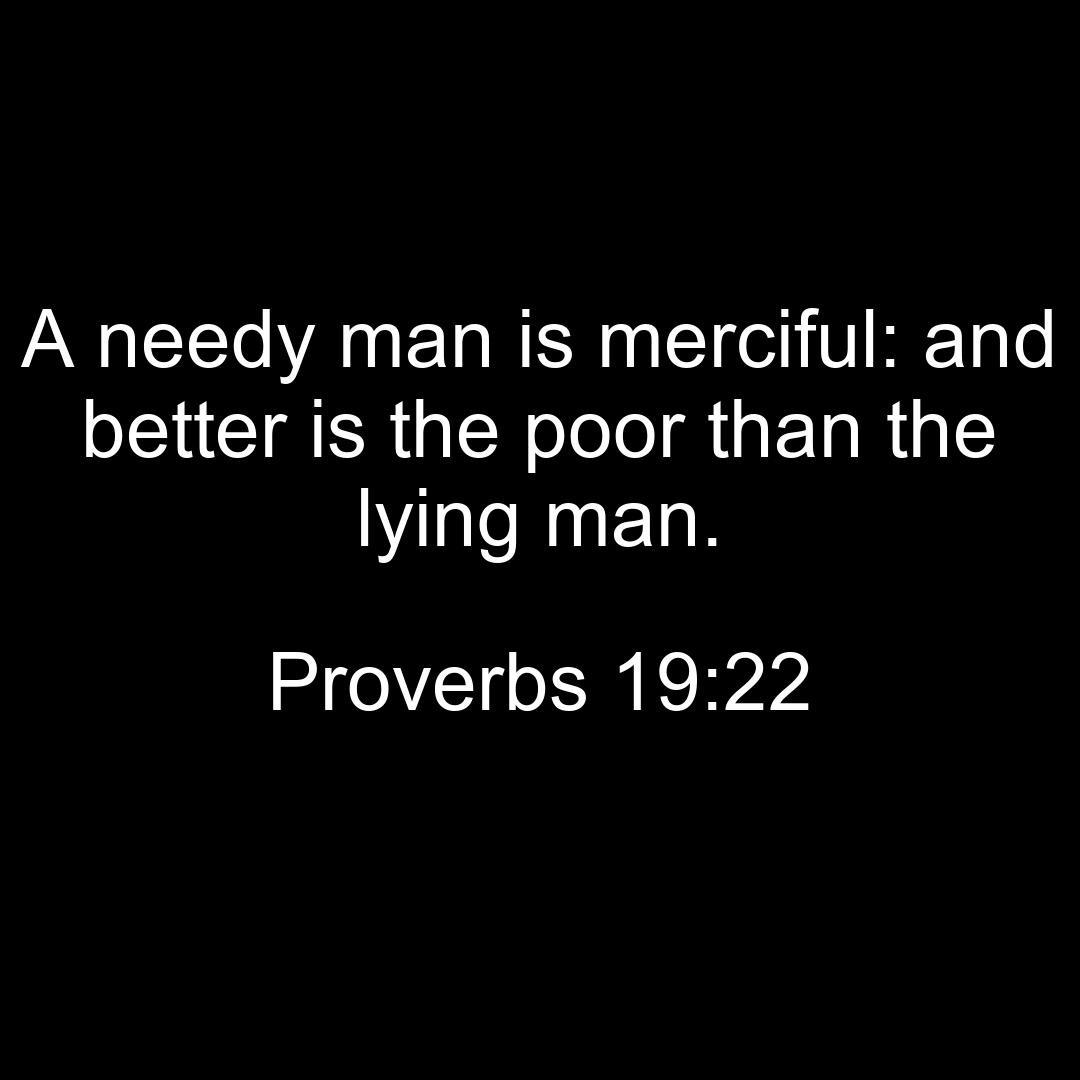 A needy man is merciful: and
better is the poor than the
lying man.
Proverbs 19:22